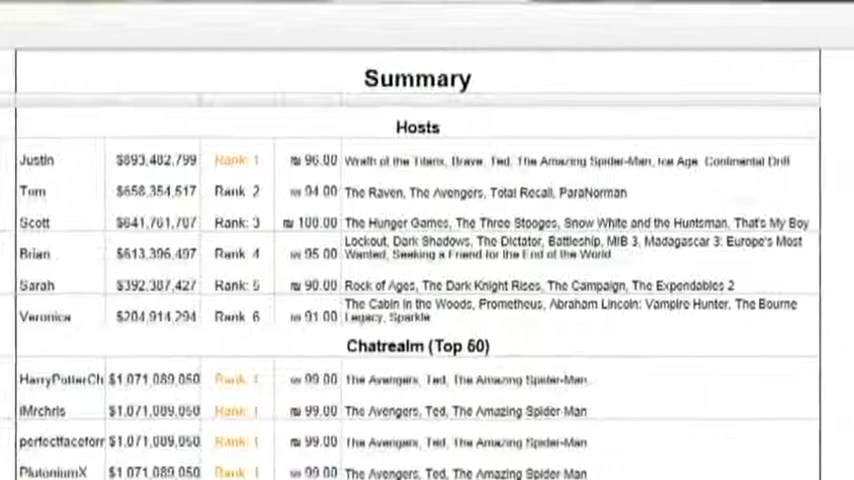 Summary
Hosts
Justin $893,482,799 Rank: 1 96.00 Wrath of the Titans, Brave, Ted, The Amazing Spider-Man, Ice Age: Continental Drift
Tom $658,354,517 Rank: 2 94.00 The Raven, The Avengers, Total Recall, ParaNorman
Scott $641,761,707 Rank: 3 100.00 The Hunger Games, The Three Stooges, Snow White and the Huntsman, That's My Boy
Brian $613,396,497 Rank: 4 95.00 Lockout, Dark Shadows, The Dictator, Battleship, MIB 3, Madagascar 3: Europe's Most
Wanted, Seeking a Friend for the End of the World
Sarah $392,307,427 Rank: 5 90.00 Rock of Ages, The Dark Knight Rises, The Campaign, The Expendables 2
Veronica $204,914,294 Rank: 6 91.00 The Cabin in the Woods, Prometheus, Abraham Lincoln: Vampire Hunter, The Bourne
Legacy, Sparkle
Chatrealm (Top 50)
HarryPotterCh $1,071,089,050 Rank: 1 99.00 The Avengers, Ted, The Amazing Spider-Man
iMrchris $1,071,089,050 Rank: 1 99.00 The Avengers, Ted, The Amazing Spider-Man
perfectfaceforr $1,071,089,050 Rank: 1 99.00 The Avengers, Ted, The Amazing Spider-Man
PlutoniumX $1,071,089,050 Rank: 1 99.00 The Avengers, Ted, The Amazing Spider-Man